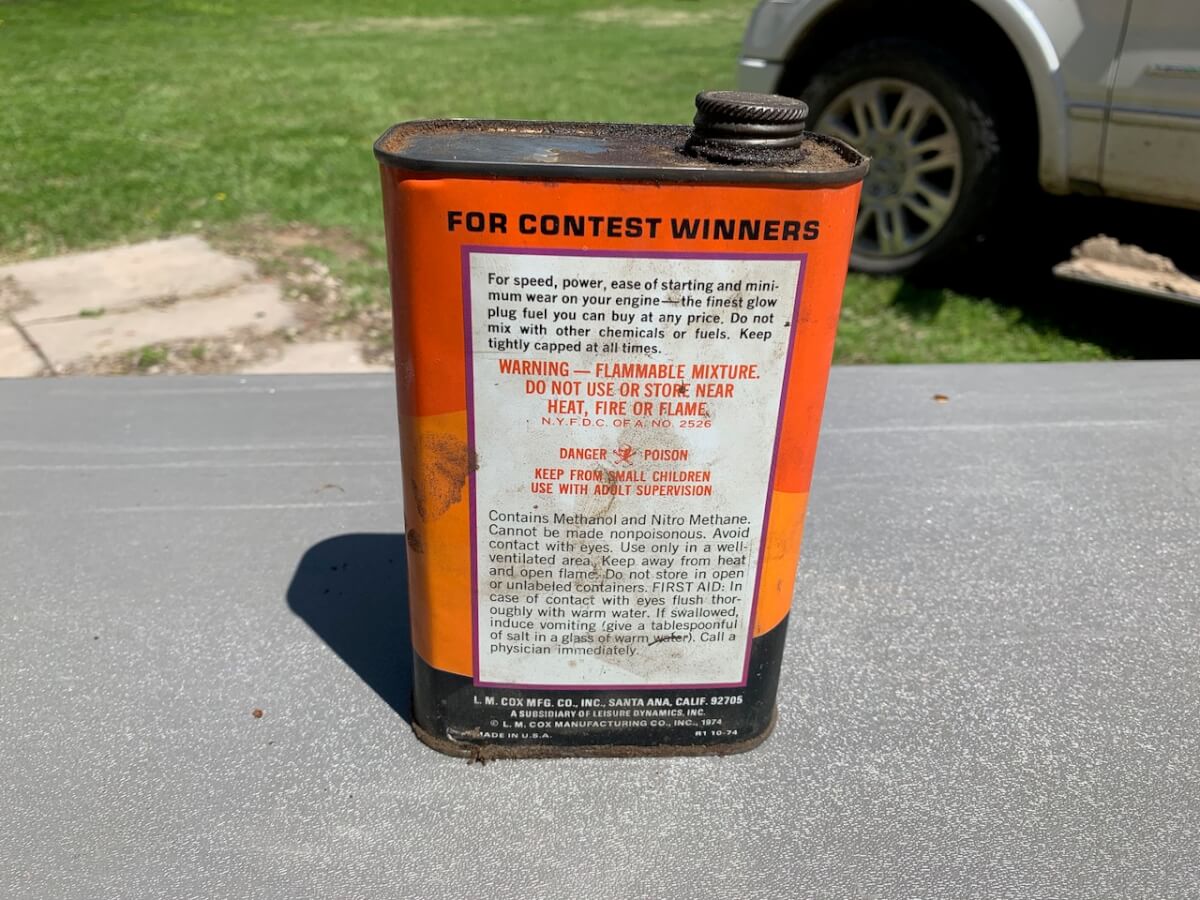 FOR CONTEST WINNERS
For speed, power, ease of starting and mini-
mum wear on your engine—the finest glow
plug fuel you can buy at any price. Do not
mix with other chemicals or fuels. Keep
tightly capped at all times.
WARNING — FLAMMABLE MIXTURE.
DO NOT USE OR STORE NEAR
HEAT, FIRE OR FLAME.
N.Y.F.D.C. OF A. NO. 2526
DANGER POISON
KEEP FROM SMALL CHILDREN
USE WITH ADULT SUPERVISION
Contains Methanol and Nitro Methane.
Cannot be made nonpoisonous. Avoid
contact with eyes. Use only in a well-
ventilated area. Keep away from heat
and open flame. Do not store in open
or unlabeled containers. FIRST AID: In
case of contact with eyes flush thor-
oughly with warm water. If swallowed,
induce vomiting (give a tablespoonful
of salt in a glass of warm water). Call a
physician immediately.
L. M. COX MFG. CO., INC., SANTA ANA, CALIF. 92705
A SUBSIDIARY OF LEISURE DYNAMICS, INC.
© L. M. COX MANUFACTURING CO., INC., 1974
MADE IN U.S.A. R1 10-74